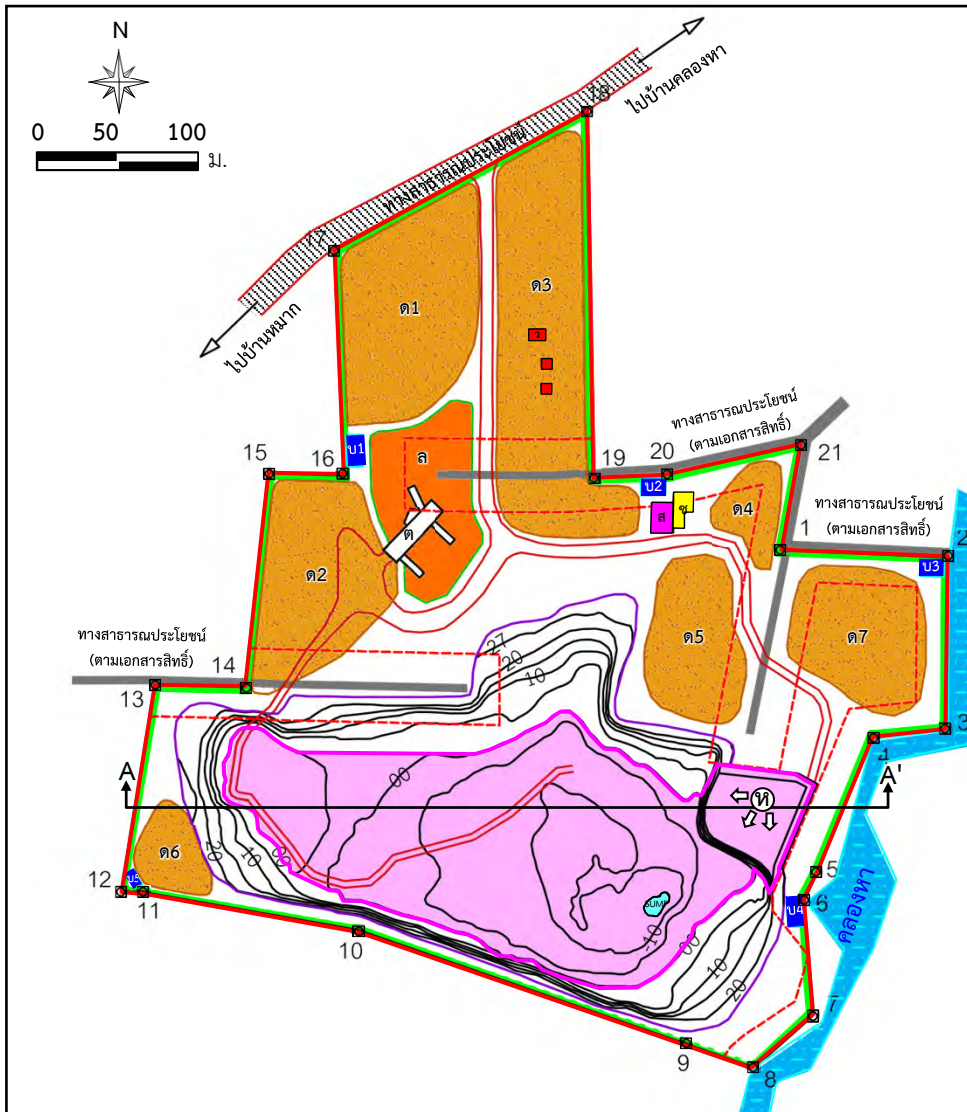 N
0 50 100
ม.
ไปบ้านคลองหา
18
ทางสาธารณประโยชน์
17
ไปบ้านหมาก
ด1
ด3
ว
ทางสาธารณประโยชน์
(ตามเอกสารสิทธิ์)
21
15
16
บ1
ล
19
20
บ2
ส
ซ
ด4
ต
1
ทางสาธารณประโยชน์
(ตามเอกสารสิทธิ์)
2
บ3
ด2
ด5
ด7
27
20
10
ทางสาธารณประโยชน์
(ตามเอกสารสิทธิ์)
13
14
3
4
A
A'
00
ห
20
10
00
ด6
12
บ5
11
5
6
บ4
คลองหา
SUMP
-10
00
10
20
10
7
9
8